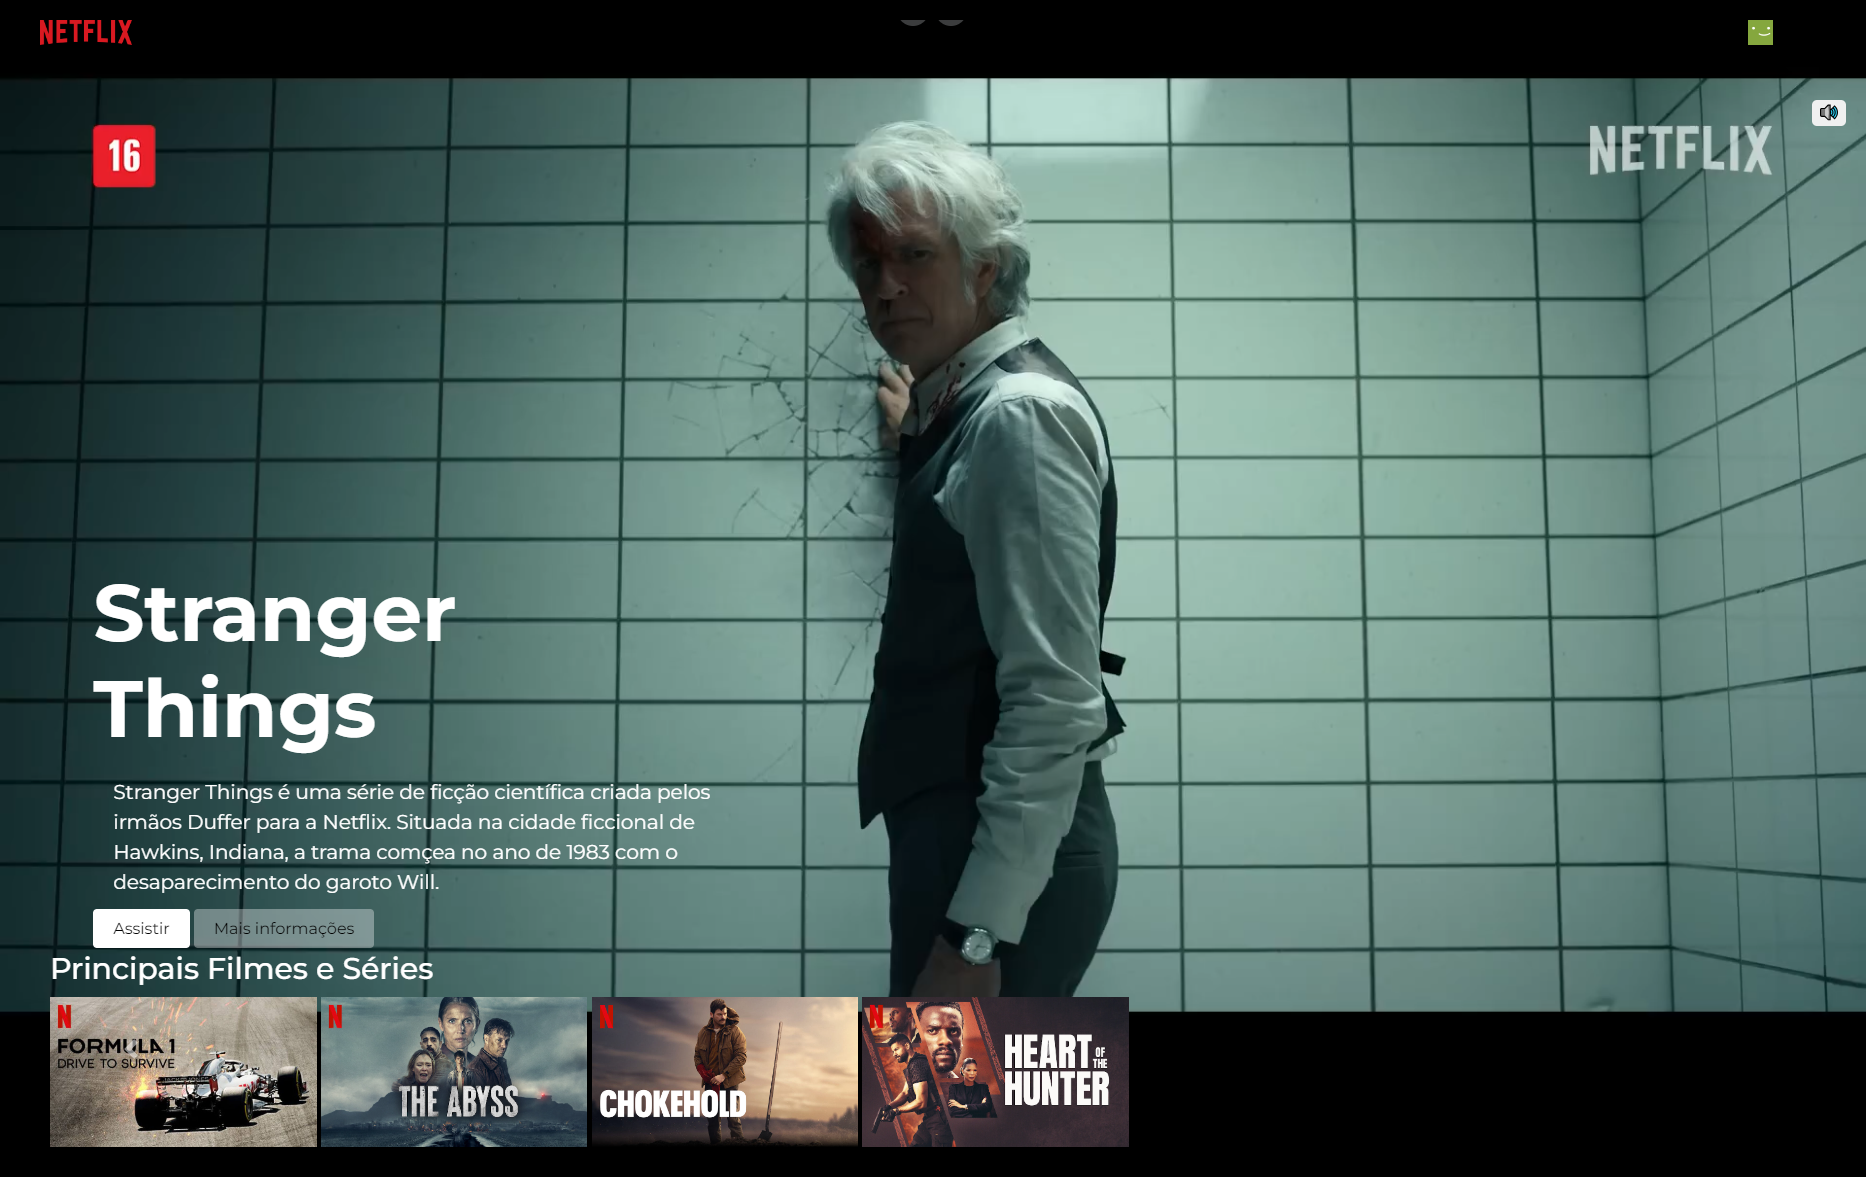 NETFLIX
16
NETFLIX
Stranger
Things
Stranger Things é uma série de ficção científica criada pelos
irmãos Duffer para a Netflix. Situada na cidade ficcional de
Hawkins, Indiana, a trama comçea no ano de 1983 com o
desaparecimento do garoto Will.
Assistir
Mais informações
Principais Filmes e Séries
N
FORMULA 1
DRIVE TO SURVIVE
N
THE ABYSS
N
CHOKEHOLD
N
HEART OF THE
HUNTER